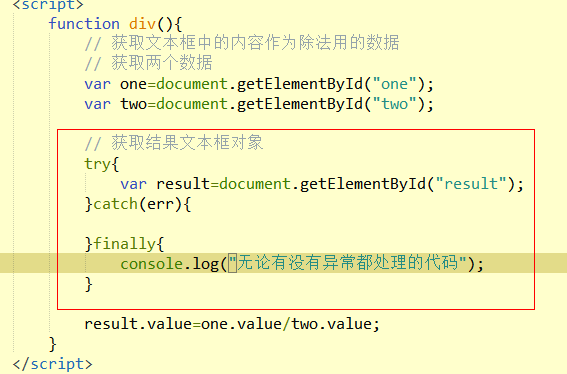 <script>
function div(){
// 获取文本框中的内容作为除法用的数据
// 获取两个数据
var one=document.getElementById("one");
var two=document.getElementById("two");
// 获取结果文本框对象
try{
var result=document.getElementById("result");
}catch(err){
}finally{
console.log("无论有没有异常都处理的代码");
}
result.value=one.value/two.value;
}
</script>